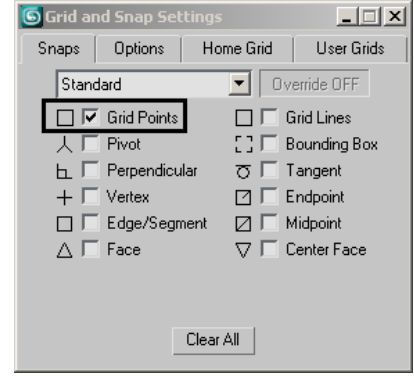 Grid and Snap Settings
Snaps Options Home Grid User Grids
Standard Override OFF
Grid Points Grid Lines
Pivot Bounding Box
Perpendicular Tangent
Vertex Endpoint
Edge/Segment Midpoint
Face Center Face
Clear All